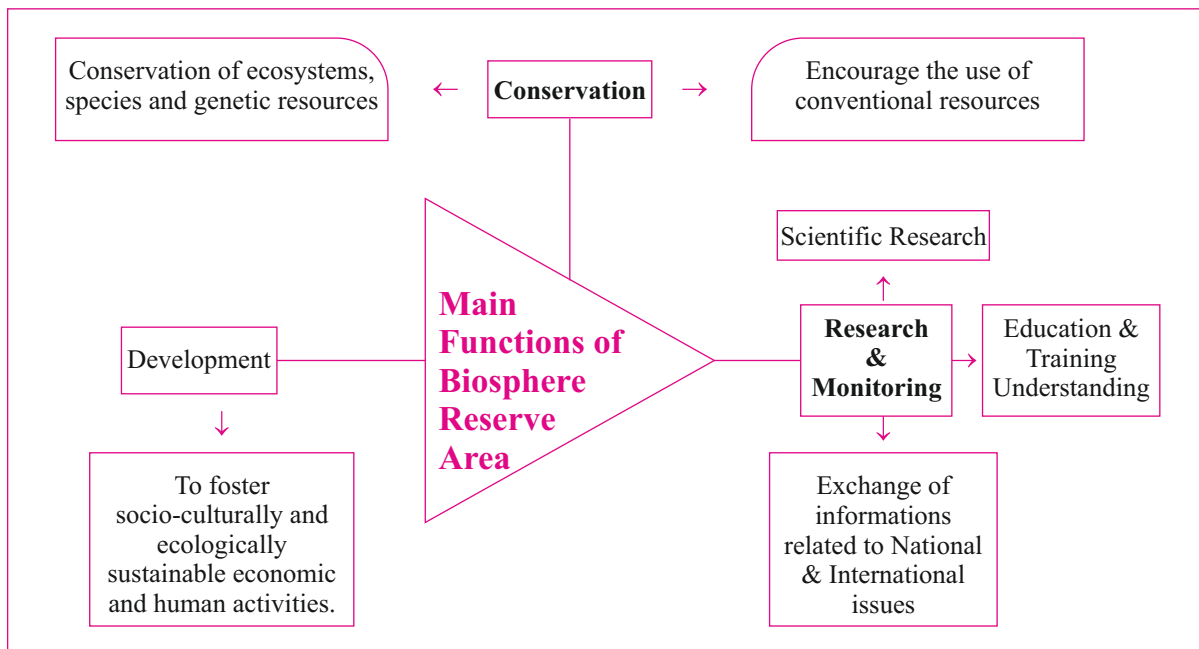 Conservation of ecosystems,
species and genetic resources
Conservation
Encourage the use of
conventional resources
Main
Functions of
Biosphere
Reserve
Area
Development
To foster
socio-culturally and
ecologically
sustainable economic
and human activities.
Scientific Research
Research
&
Monitoring
Education &
Training
Understanding
Exchange of
informations
related to National
& International
issues